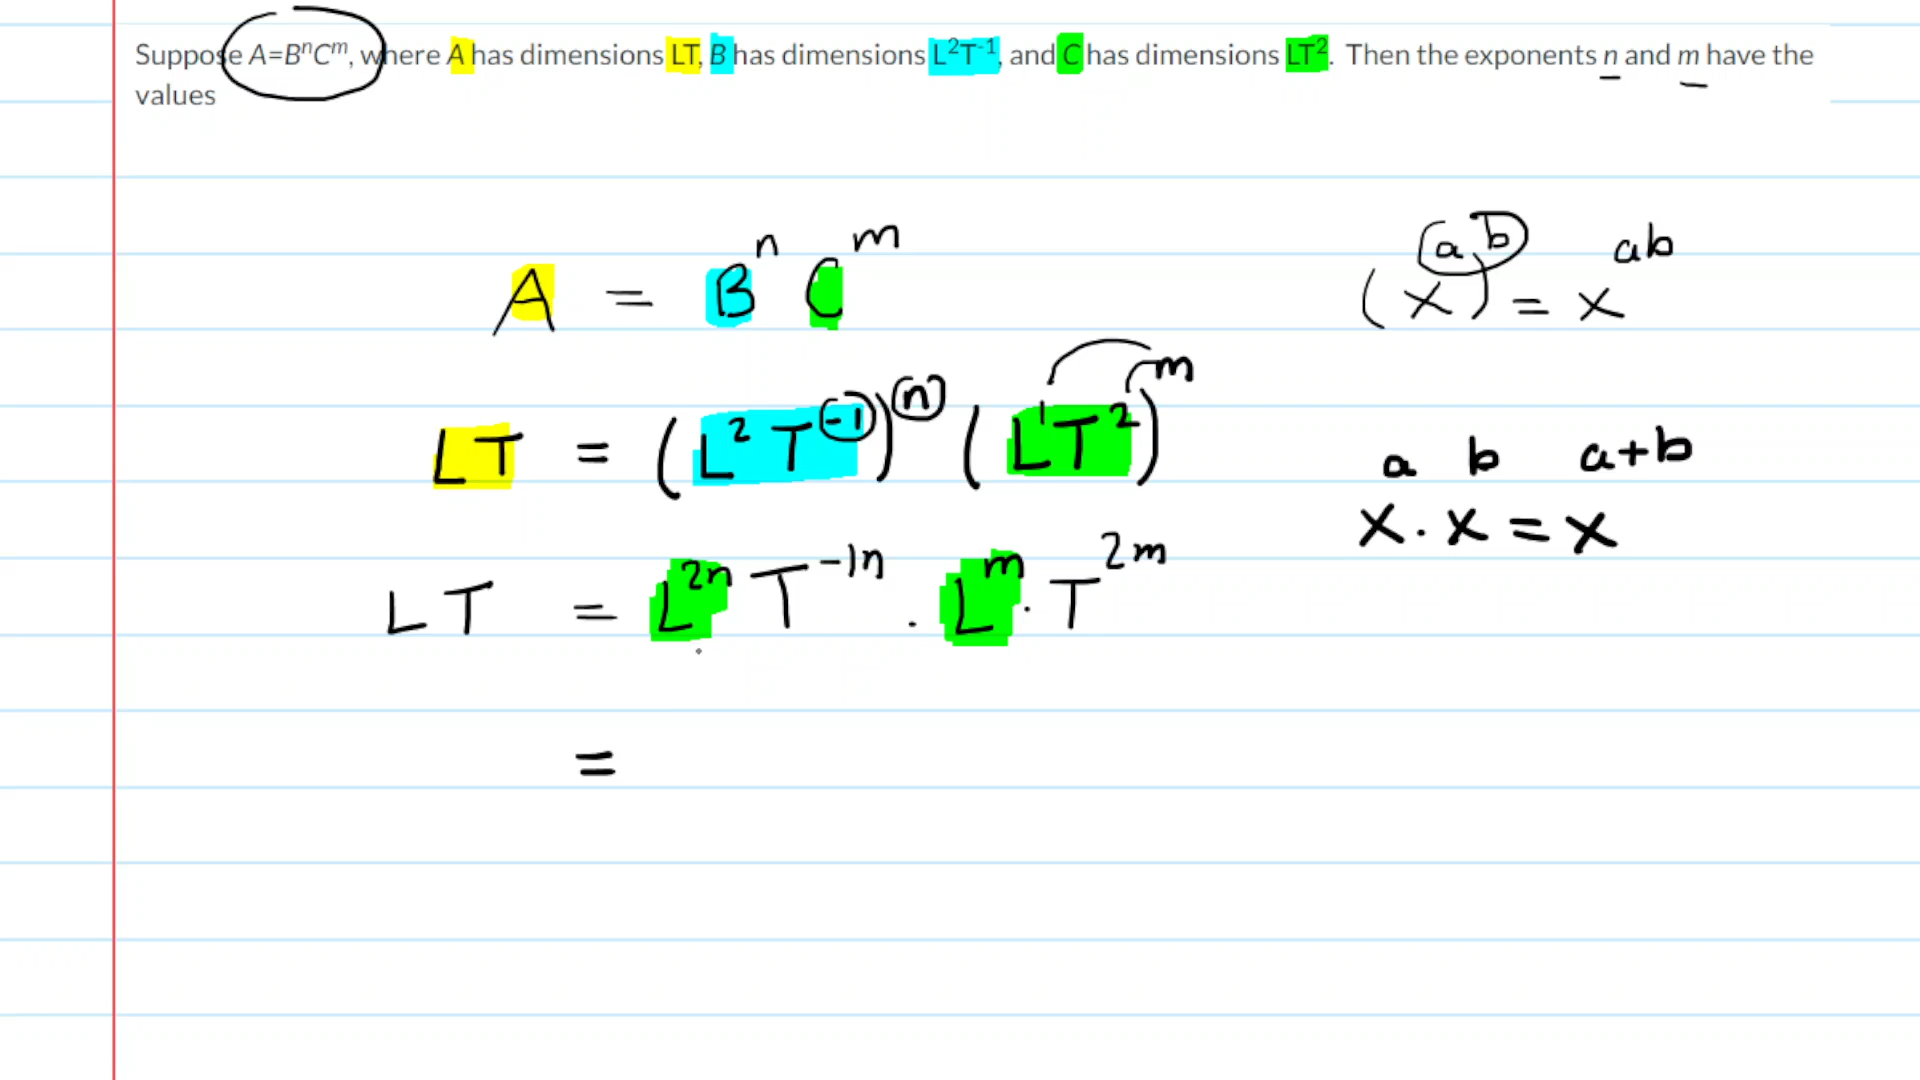 Suppose A=BⁿCᵐ, where A has dimensions LT, B has dimensions L²T⁻¹, and C has dimensions LT². Then the exponents n and m have the
values
A = Bⁿ Cᵐ
(xᵃ)ᵇ = xᵃᵇ
LT = (L²T⁻¹)ⁿ (L¹T²)ᵐ
xᵃ · xᵇ = xᵃ⁺ᵇ
LT = L²ⁿ T⁻¹ⁿ · Lᵐ · T²ᵐ
=